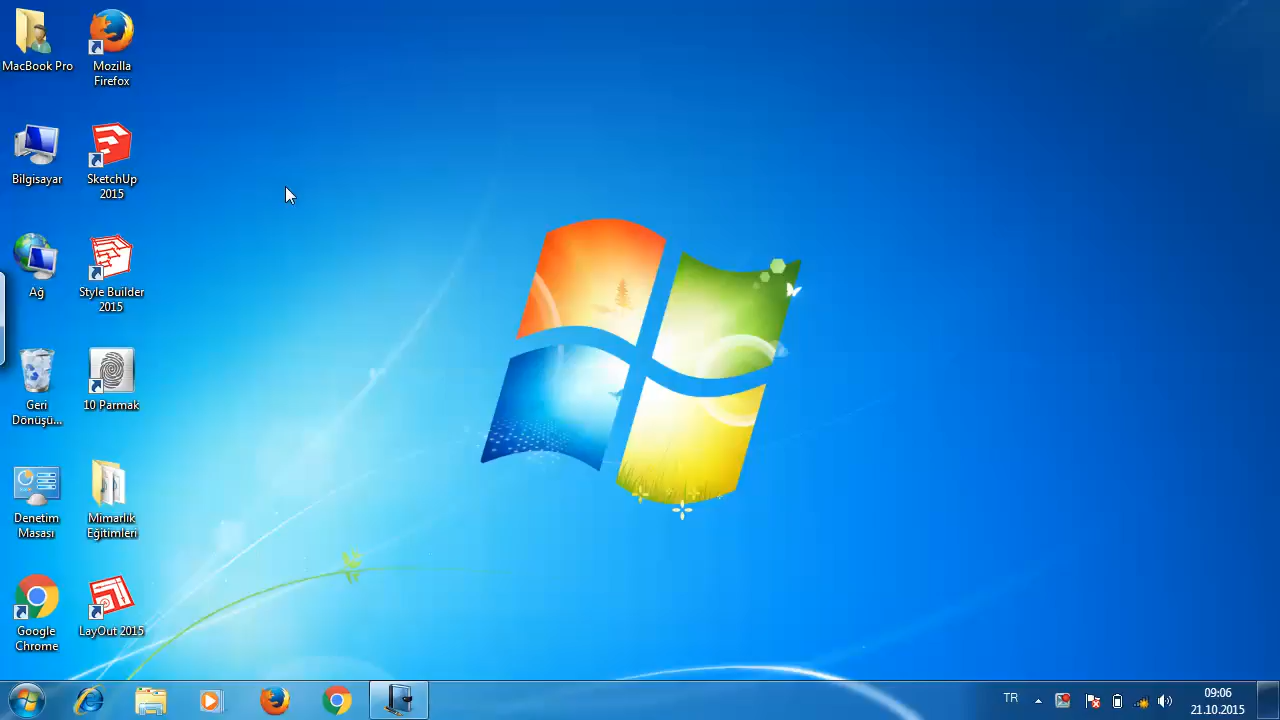 MacBook Pro
Mozilla
Firefox
Bilgisayar
SketchUp
2015
Ağ
Style Builder
2015
Geri
Dönüşü...
10 Parmak
Denetim
Masası
Mimarlık
Eğitimleri
Google
Chrome
LayOut 2015
TR
09:06
21.10.2015